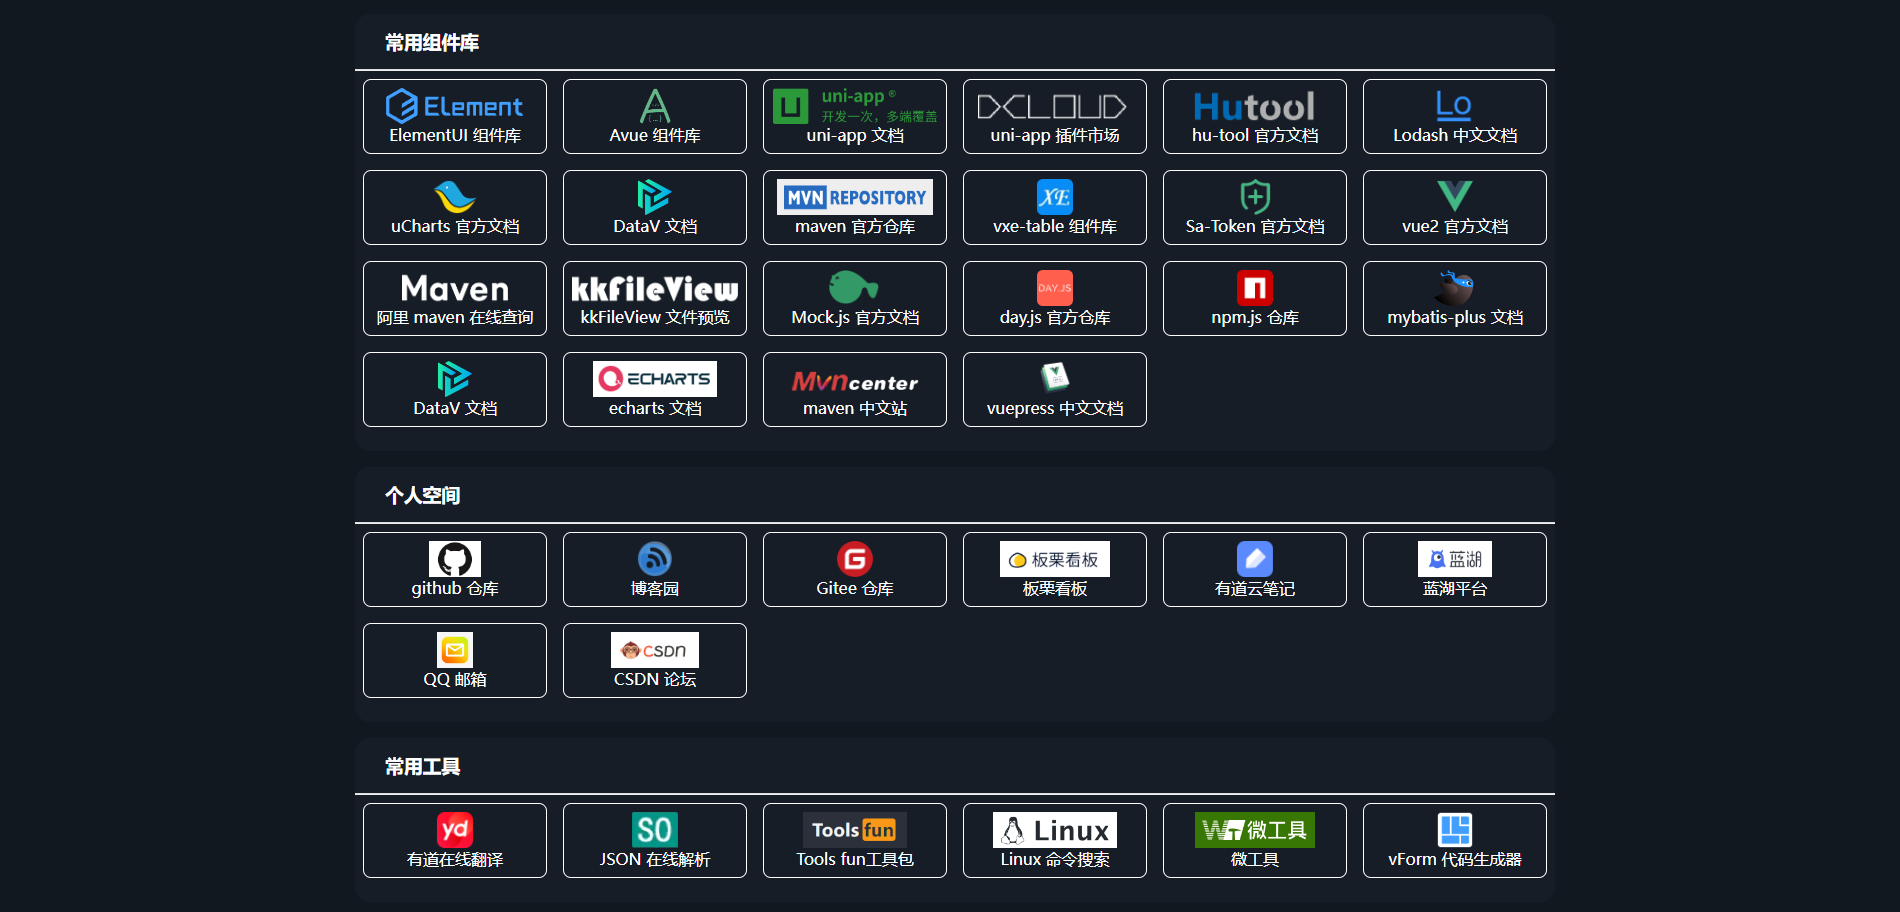 常用组件库
ELement
ElementUI 组件库
Avue 组件库
uni-app ®
开发一次，多端覆盖
uni-app 文档
DCLOUD
uni-app 插件市场
Hutool
hu-tool 官方文档
Lo
Lodash 中文文档
uCharts 官方文档
DataV 文档
MVN REPOSITORY
maven 官方仓库
XE
vxe-table 组件库
Sa-Token 官方文档
vue2 官方文档
Maven
阿里 maven 在线查询
kkFileView
kkFileView 文件预览
Mock.js 官方文档
DAY.JS
day.js 官方仓库
npm.js 仓库
mybatis-plus 文档
DataV 文档
ECHARTS
echarts 文档
Mvncenter
maven 中文站
vuepress 中文文档
个人空间
github 仓库
博客园
G
Gitee 仓库
板栗看板
板栗看板
有道云笔记
蓝湖
蓝湖平台
QQ 邮箱
CSDN
CSDN 论坛
常用工具
yd
有道在线翻译
SO
JSON 在线解析
Tools fun
Tools fun工具包
Linux
Linux 命令搜索
微工具
微工具
vForm 代码生成器